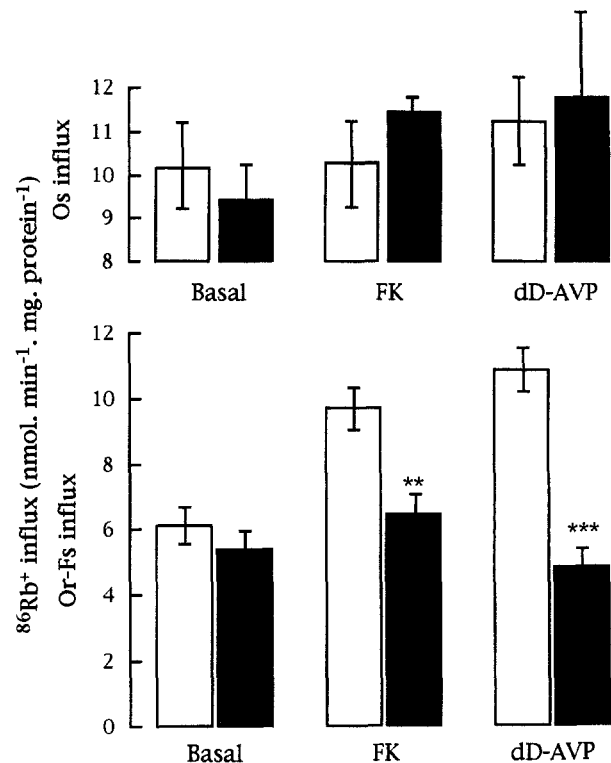 ⁸⁶Rb⁺ influx (nmol. min⁻¹. mg. protein⁻¹)
Os influx
12
11
10
9
8
Basal FK dD-AVP
Or-Fs influx
12
10
8
6
4
2
0
**
***
Basal FK dD-AVP